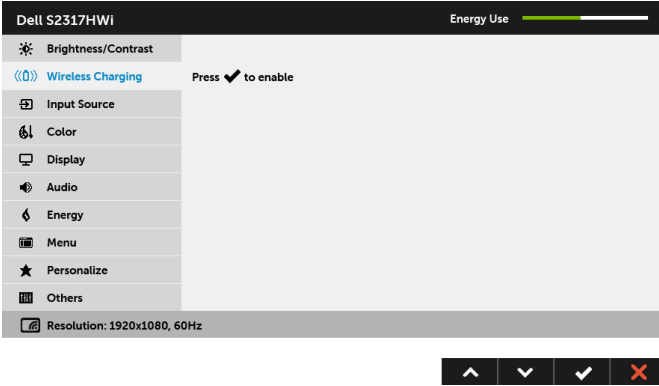 Dell S2317HWi
Energy Use
Brightness/Contrast
Wireless Charging
Press ✔ to enable
Input Source
Color
Display
Audio
Energy
Menu
Personalize
Others
Resolution: 1920x1080, 60Hz